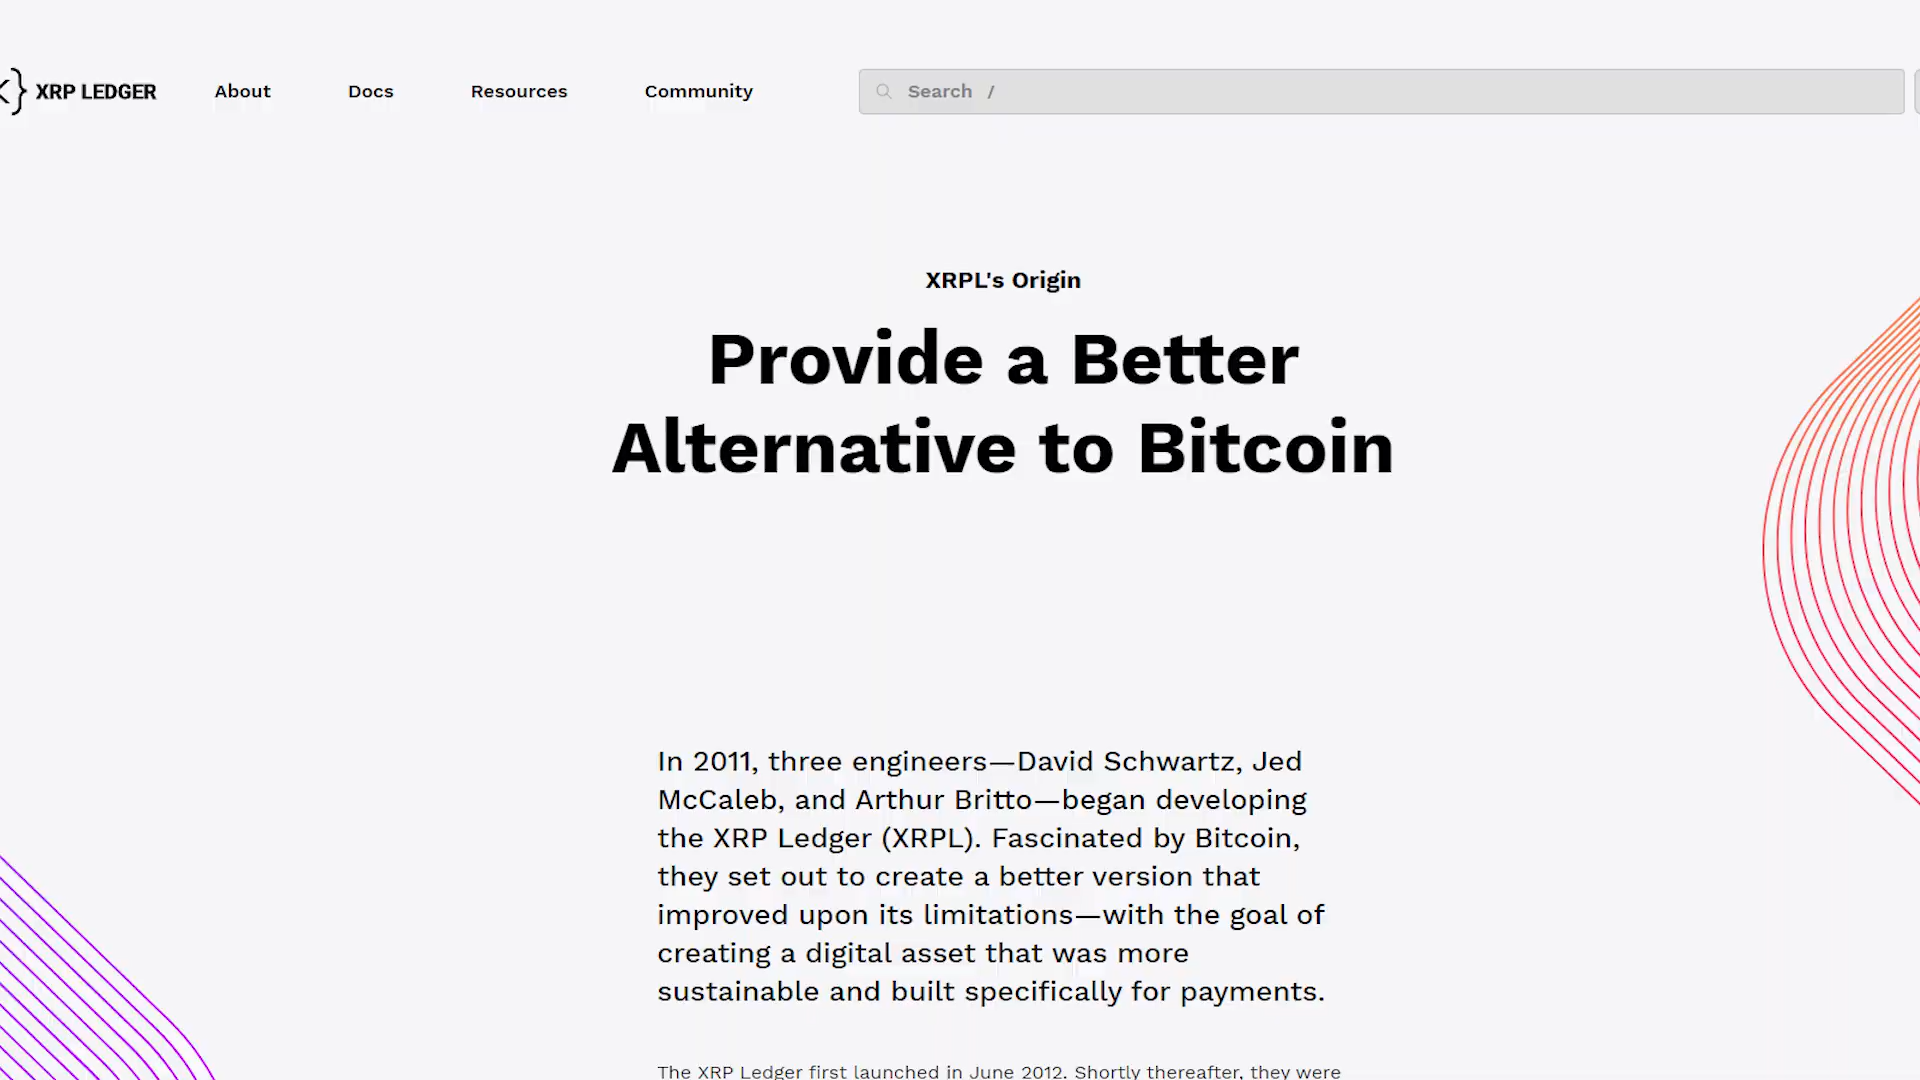 XRP LEDGER
About
Docs
Resources
Community
Search /
XRPL's Origin
Provide a Better
Alternative to Bitcoin
In 2011, three engineers—David Schwartz, Jed
McCaleb, and Arthur Britto—began developing
the XRP Ledger (XRPL). Fascinated by Bitcoin,
they set out to create a better version that
improved upon its limitations—with the goal of
creating a digital asset that was more
sustainable and built specifically for payments.
The XRP Ledger first launched in June 2012. Shortly thereafter, they were